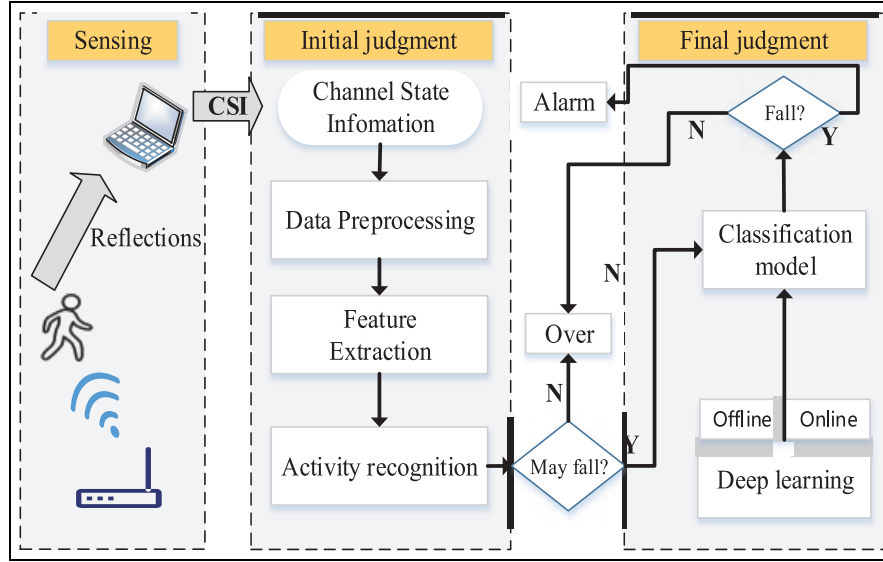 Sensing
Reflections
CSI
Initial judgment
Channel State
Infomation
Data Preprocessing
Feature
Extraction
Activity recognition
May fall?
N
Y
Over
N
Alarm
Final judgment
Fall?
N
Y
Classification
model
Offline
Online
Deep learning